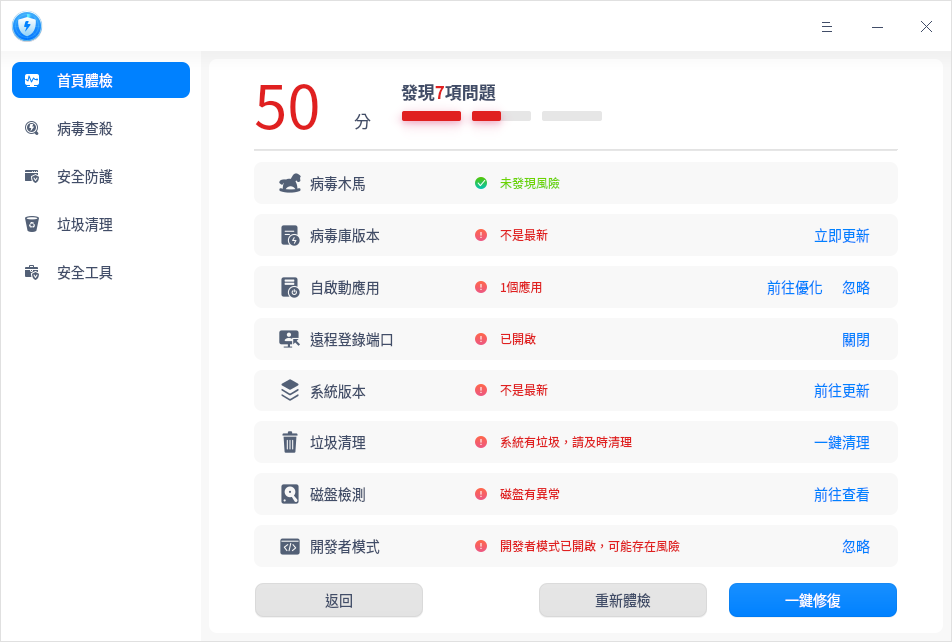 首頁體檢
病毒查殺
安全防護
垃圾清理
安全工具
50 分
發現7項問題
病毒木馬 未發現風險
病毒庫版本 不是最新 立即更新
自啟動應用 1個應用 前往優化 忽略
遠程登錄端口 已開啟 關閉
系統版本 不是最新 前往更新
垃圾清理 系統有垃圾，請及時清理 一鍵清理
磁盤檢測 磁盤有異常 前往查看
開發者模式 開發者模式已開啟，可能存在風險 忽略
返回 重新體檢 一鍵修復